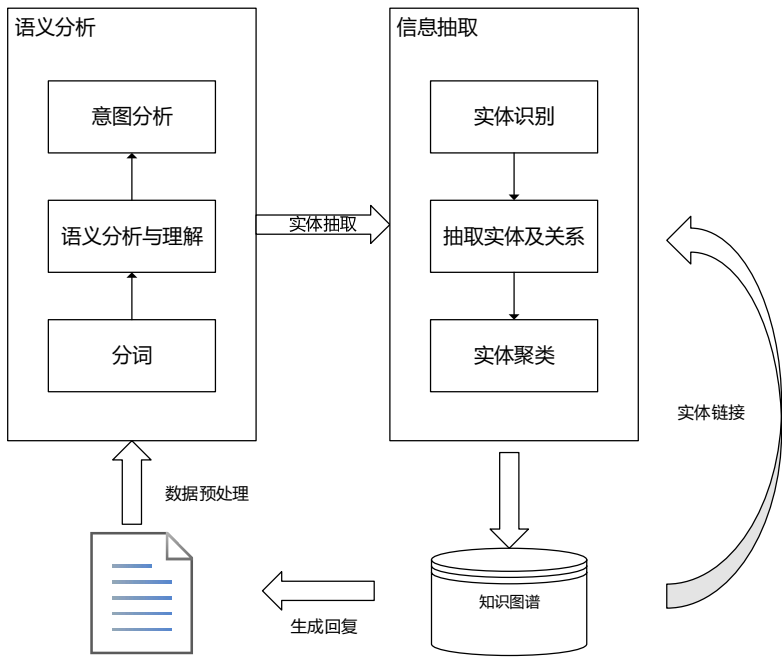 语义分析
意图分析
语义分析与理解
分词
实体抽取
信息抽取
实体识别
抽取实体及关系
实体聚类
实体链接
数据预处理
知识图谱
生成回复